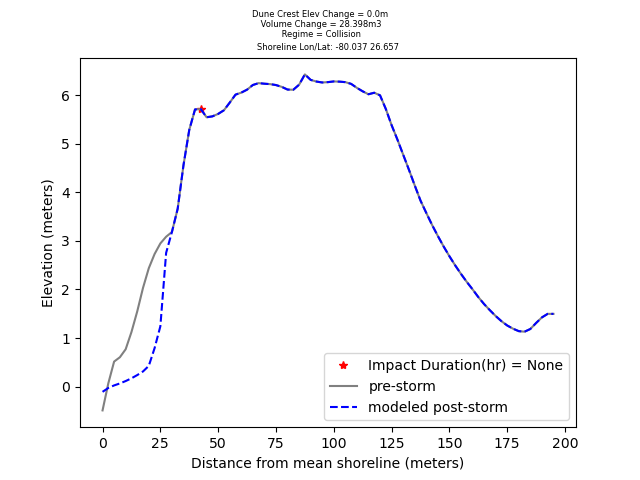 Dune Crest Elev Change = 0.0m
Volume Change = 28.398m3
Regime = Collision
Shoreline Lon/Lat: -80.037 26.657
6
5
4
3
2
1
0
Elevation (meters)
Impact Duration(hr) = None
pre-storm
modeled post-storm
0 25 50 75 100 125 150 175 200
Distance from mean shoreline (meters)